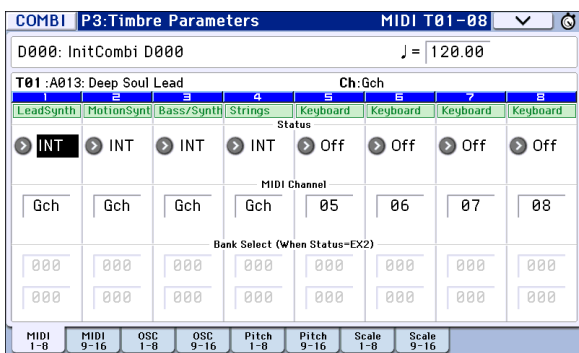 COMBI P3:Timbre Parameters MIDI T01-08
D000: InitCombi D000 ♩= 120.00
T01 :A013: Deep Soul Lead Ch:Gch
1 2 3 4 5 6 7 8
LeadSynth MotionSynt Bass/Synth Strings Keyboard Keyboard Keyboard Keyboard
Status
INT INT INT INT Off Off Off Off
MIDI Channel
Gch Gch Gch Gch 05 06 07 08
Bank Select (When Status=EX2)
000 000 000 000 000 000 000 000
000 000 000 000 000 000 000 000
MIDI 1-8 MIDI 9-16 OSC 1-8 OSC 9-16 Pitch 1-8 Pitch 9-16 Scale 1-8 Scale 9-16